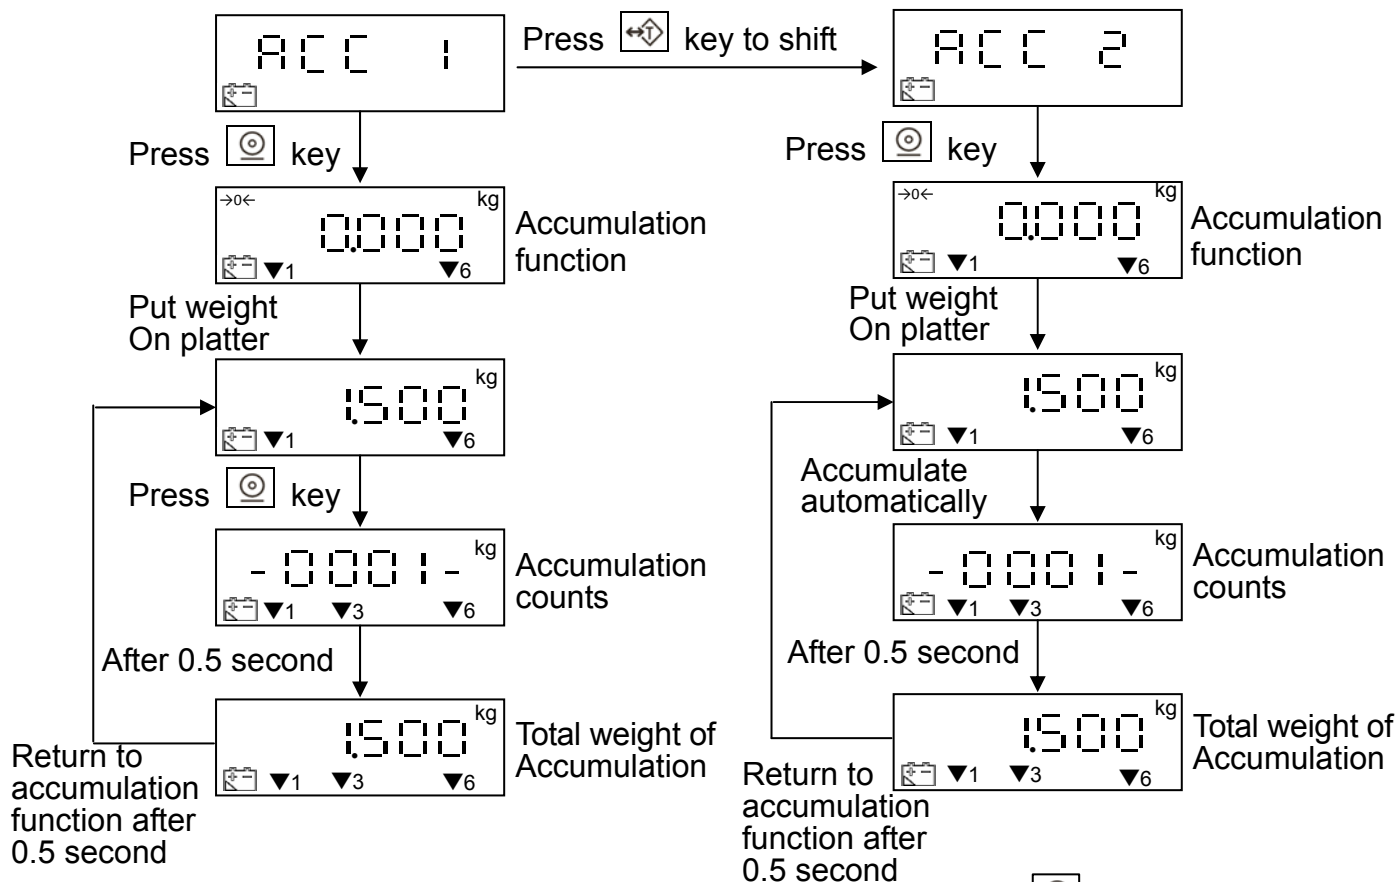 ACC 1
Press key to shift
ACC 2
Press key
Press key
→0←
kg
0.000
▼1
▼6
Accumulation
function
→0←
kg
0.000
▼1
▼6
Accumulation
function
Put weight
On platter
Put weight
On platter
kg
1.500
▼1
▼6
kg
1.500
▼1
▼6
Press key
Accumulate
automatically
kg
-0001-
▼1
▼3
▼6
Accumulation
counts
kg
-0001-
▼1
▼3
▼6
Accumulation
counts
After 0.5 second
After 0.5 second
kg
1.500
▼1
▼3
▼6
Total weight of
Accumulation
kg
1.500
▼1
▼3
▼6
Total weight of
Accumulation
Return to
accumulation
function after
0.5 second
Return to
accumulation
function after
0.5 second